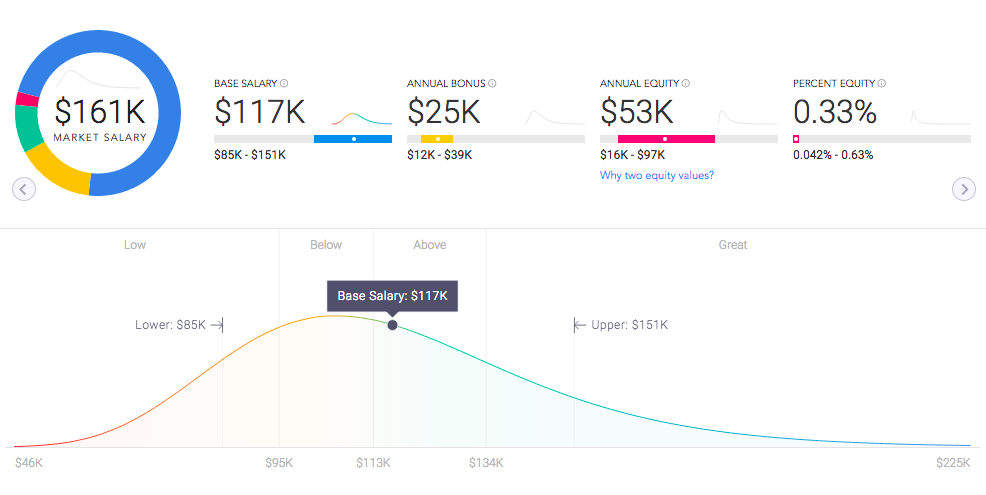 $161K
MARKET SALARY
BASE SALARY
$117K
$85K - $151K
ANNUAL BONUS
$25K
$12K - $39K
ANNUAL EQUITY
$53K
$16K - $97K
Why two equity values?
PERCENT EQUITY
0.33%
0.042% - 0.63%
Low
Below
Above
Great
Base Salary: $117K
Lower: $85K
Upper: $151K
$46K
$95K
$113K
$134K
$225K